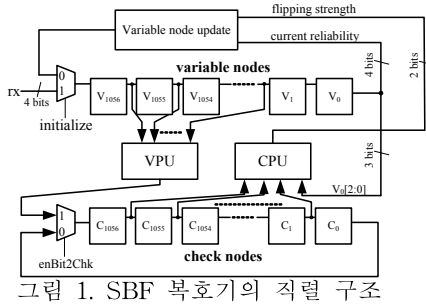 flipping strength
Variable node update
current reliability
variable nodes
4 bits
2 bits
0
1
rx
4 bits
V1056
V1055
V1054
V1
V0
initialize
VPU
CPU
3 bits
V0[2:0]
1
0
C1056
C1055
C1054
C1
C0
enBit2Chk
check nodes
그림 1. SBF 복호기의 직렬 구조